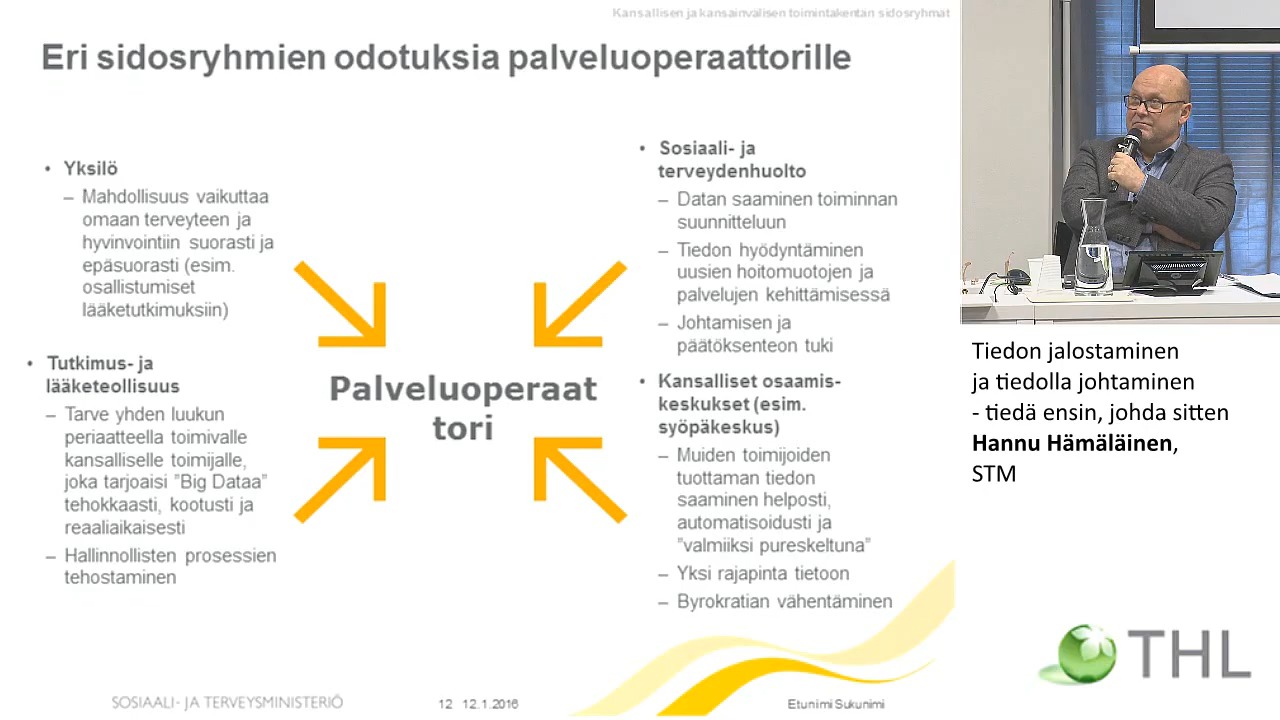 Kansallisen ja kansainvälisen toimintakentän sidosryhmät
Eri sidosryhmien odotuksia palveluoperaattorille
• Yksilö
– Mahdollisuus vaikuttaa
omaan terveyteen ja
hyvinvointiin suorasti ja
epäsuorasti (esim.
osallistumiset
lääketutkimuksiin)
• Tutkimus- ja
lääketeollisuus
– Tarve yhden luukun
periaatteella toimivalle
kansalliselle toimijalle,
joka tarjoaisi ”Big Dataa”
tehokkaasti, kootusti ja
reaaliaikaisesti
– Hallinnollisten prosessien
tehostaminen
Palveluoperaat
tori
• Sosiaali- ja
terveydenhuolto
– Datan saaminen toiminnan
suunnitteluun
– Tiedon hyödyntäminen
uusien hoitomuotojen ja
palvelujen kehittämisessä
– Johtamisen ja
päätöksenteon tuki
• Kansalliset osaamis-
keskukset (esim.
syöpäkeskus)
– Muiden toimijoiden
tuottaman tiedon
saaminen helposti,
automatisoidusti ja
”valmiiksi pureskeltuna”
– Yksi rajapinta tietoon
– Byrokratian vähentäminen
SOSIAALI- JA TERVEYSMINISTERIÖ
12 12.1.2016
Etunimi Sukunimi
Tiedon jalostaminen
ja tiedolla johtaminen
- tiedä ensin, johda sitten
Hannu Hämäläinen,
STM
THL